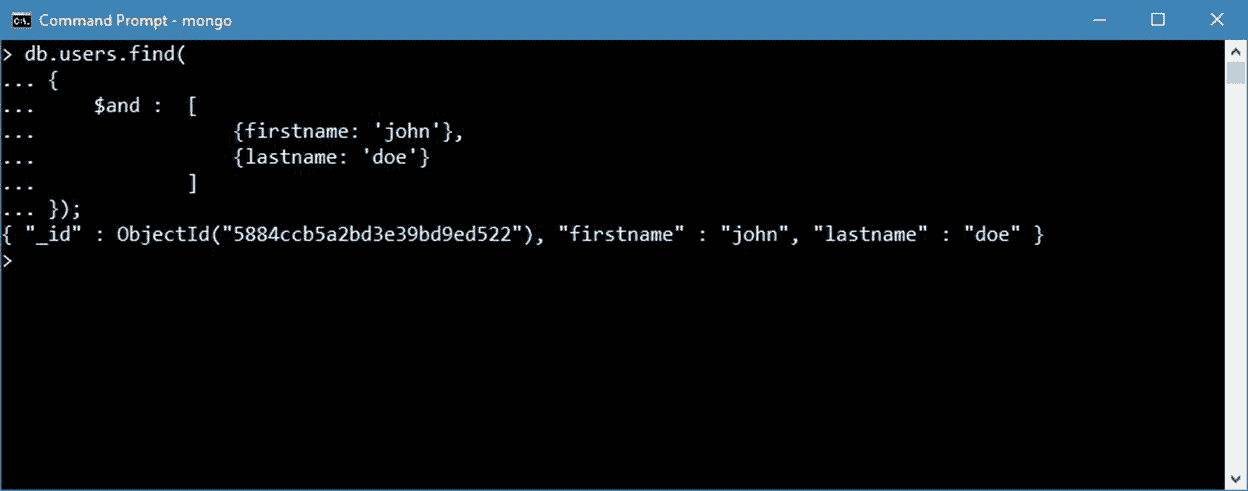 Command Prompt - mongo
> db.users.find(
... {
...     $and :  [
...                 {firstname: 'john'},
...                 {lastname: 'doe'}
...             ]
... });
{ "_id" : ObjectId("5884ccb5a2bd3e39bd9ed522"), "firstname" : "john", "lastname" : "doe" }
>